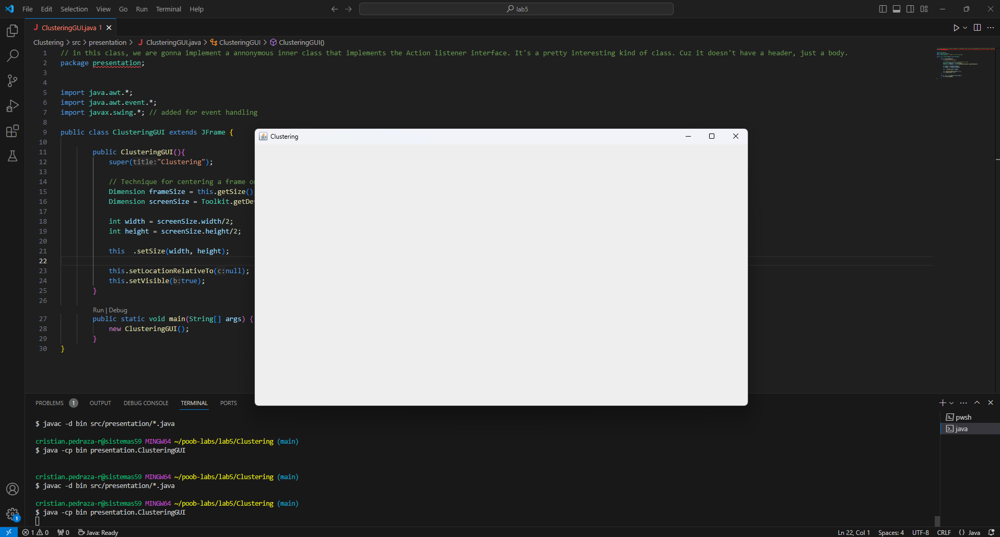 File Edit Selection View Go Run Terminal Help
lab5
J ClusteringGUI.java 1
Clustering > src > presentation > J ClusteringGUI.java > ClusteringGUI > ClusteringGUI()
1 // in this class, we are gonna implement a annonymous inner class that implements the Action listener interface. It's a pretty interesting kind of class. Cuz it doesn't have a header, just a body.
2 package presentation;
3
4
5 import java.awt.*;
6 import java.awt.event.*;
7 import javax.swing.*; // added for event handling
8
9 public class ClusteringGUI extends JFrame {
10
11 public ClusteringGUI(){
12 super(title:"Clustering");
13
14 // Technique for centering a frame
15 Dimension frameSize = this.getSize()
16 Dimension screenSize = Toolkit.getDe
17
18 int width = screenSize.width/2;
19 int height = screenSize.height/2;
20
21 this .setSize(width, height);
22
23 this.setLocationRelativeTo(c:null);
24 this.setVisible(b:true);
25 }
26
Run | Debug
27 public static void main(String[] args) {
28 new ClusteringGUI();
29 }
30 }
Clustering
PROBLEMS 1 OUTPUT DEBUG CONSOLE TERMINAL PORTS
$ javac -d bin src/presentation/*.java
cristian.pedraza-r@sistemas59 MINGW64 ~/poob-labs/lab5/Clustering (main)
$ java -cp bin presentation.ClusteringGUI
cristian.pedraza-r@sistemas59 MINGW64 ~/poob-labs/lab5/Clustering (main)
$ javac -d bin src/presentation/*.java
cristian.pedraza-r@sistemas59 MINGW64 ~/poob-labs/lab5/Clustering (main)
$ java -cp bin presentation.ClusteringGUI
pwsh
java
1
1 0 0 Java: Ready
Ln 22, Col 1 Spaces: 4 UTF-8 CRLF {} Java